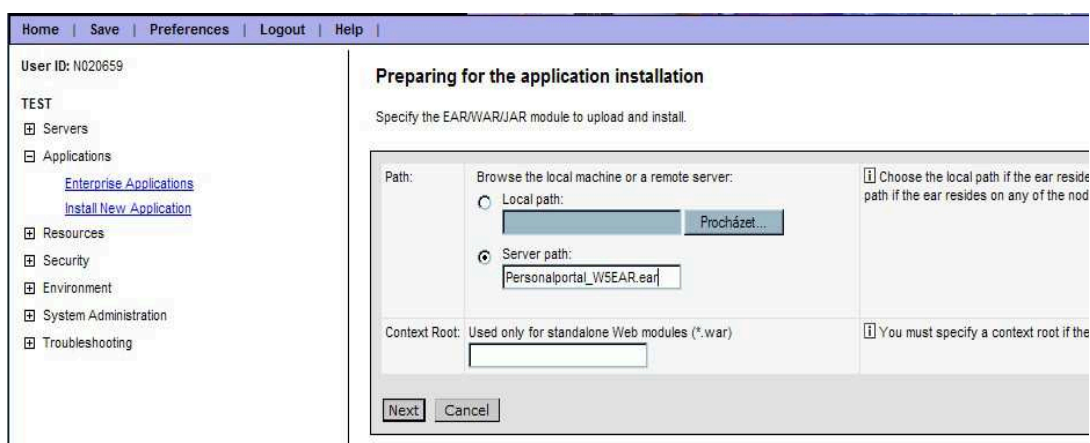 Home | Save | Preferences | Logout | Help |
User ID: N020659
TEST
Servers
Applications
Enterprise Applications
Install New Application
Resources
Security
Environment
System Administration
Troubleshooting
Preparing for the application installation
Specify the EAR/WAR/JAR module to upload and install.
Path:
Browse the local machine or a remote server:
Local path:
Procházet...
Server path:
Personalportal_W5EAR.ear
i Choose the local path if the ear reside
path if the ear resides on any of the nod
Context Root: Used only for standalone Web modules (*.war)
i You must specify a context root if the
Next Cancel